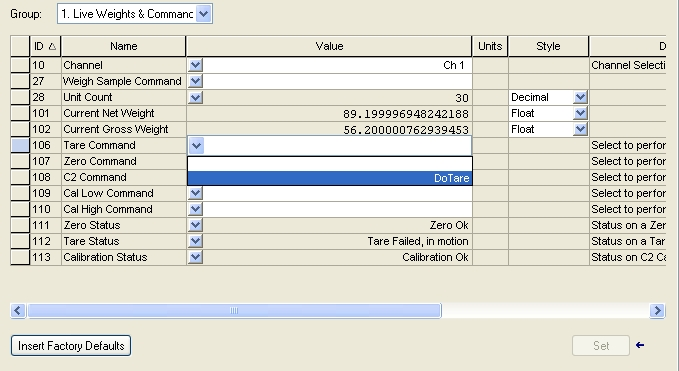 Group: 1. Live Weights & Commanc
ID Name Value Units Style D
10 Channel Ch 1 Channel Selecti
27 Weigh Sample Command
28 Unit Count 30 Decimal
101 Current Net Weight 89.199996948242188 Float
102 Current Gross Weight 56.200000762939453 Float
106 Tare Command Select to perfor
107 Zero Command Select to perfor
108 C2 Command DoTare Select to perfor
109 Cal Low Command Select to perfor
110 Cal High Command Select to perfor
111 Zero Status Zero Ok Status on a Zer
112 Tare Status Tare Failed, in motion Status on a Tar
113 Calibration Status Calibration Ok Status on C2 Ca
Insert Factory Defaults Set